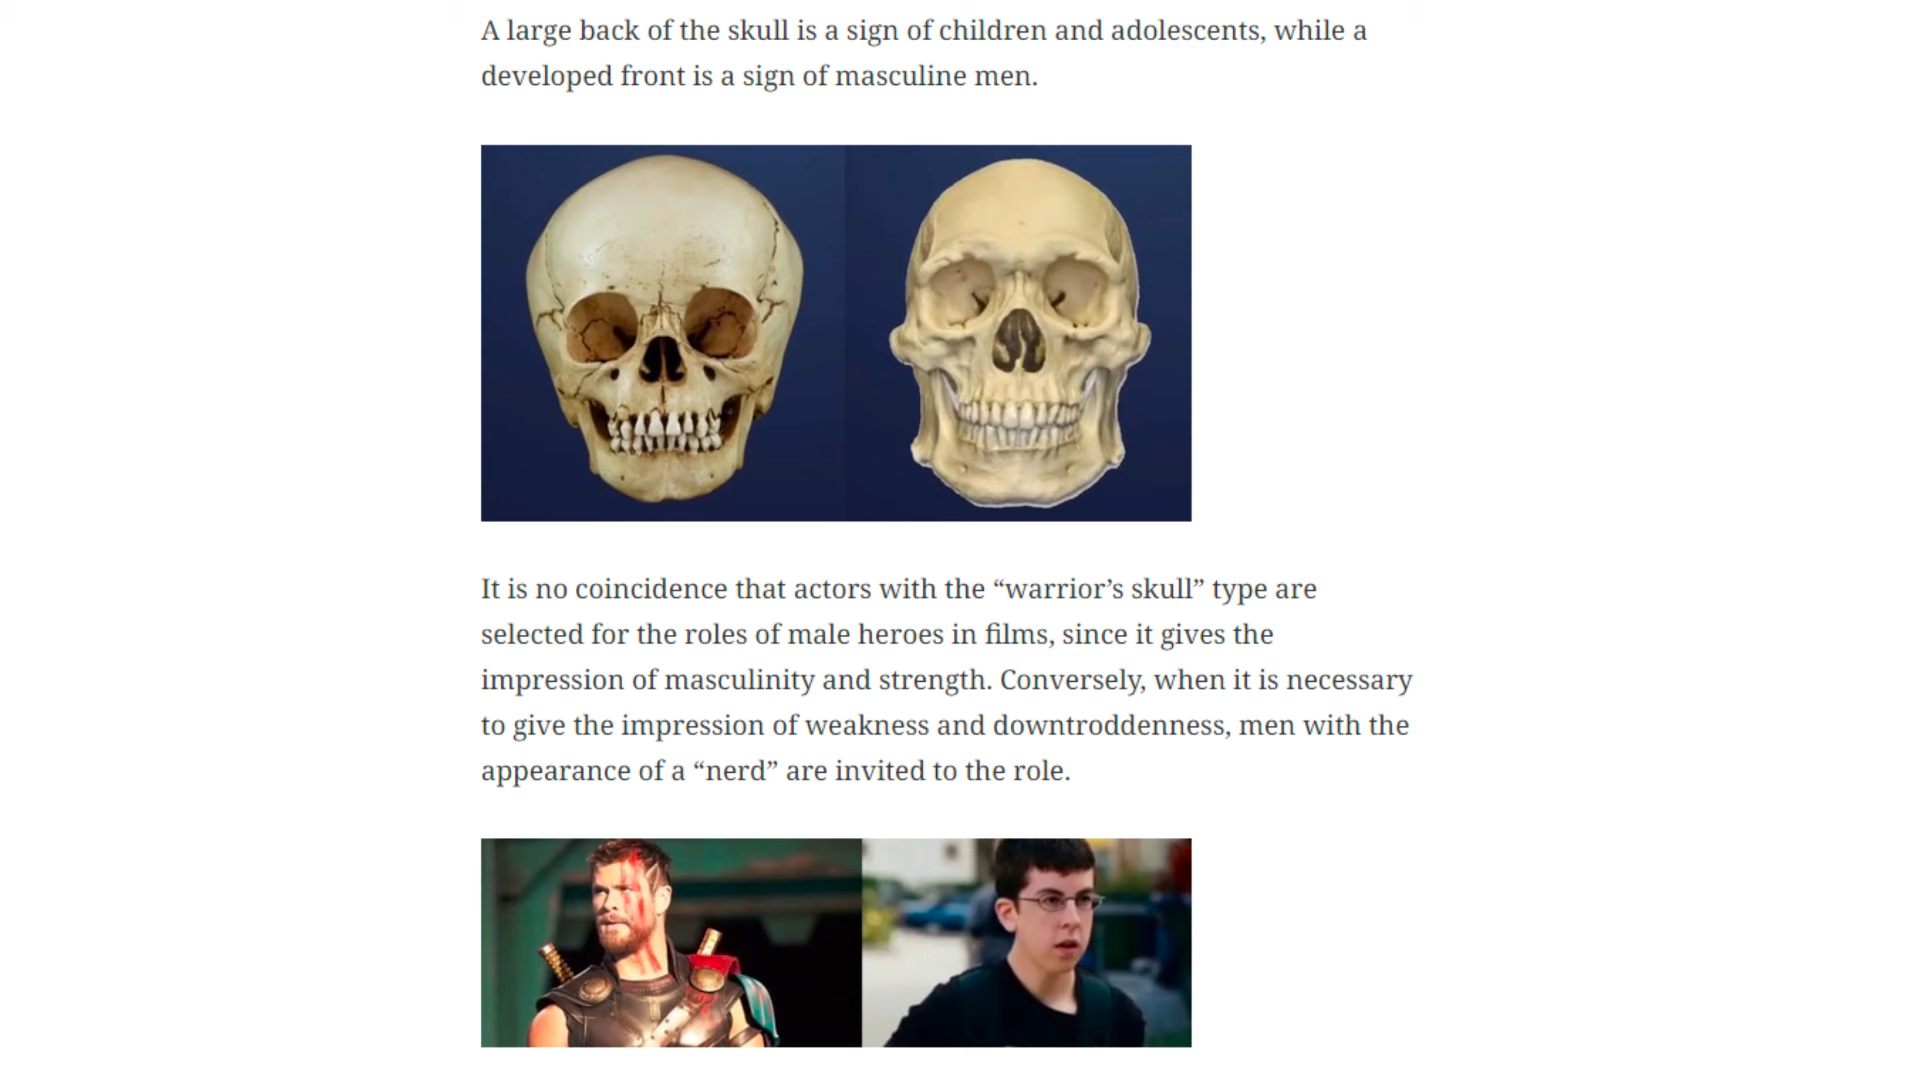 A large back of the skull is a sign of children and adolescents, while a
developed front is a sign of masculine men.
It is no coincidence that actors with the “warrior’s skull” type are
selected for the roles of male heroes in films, since it gives the
impression of masculinity and strength. Conversely, when it is necessary
to give the impression of weakness and downtroddenness, men with the
appearance of a “nerd” are invited to the role.